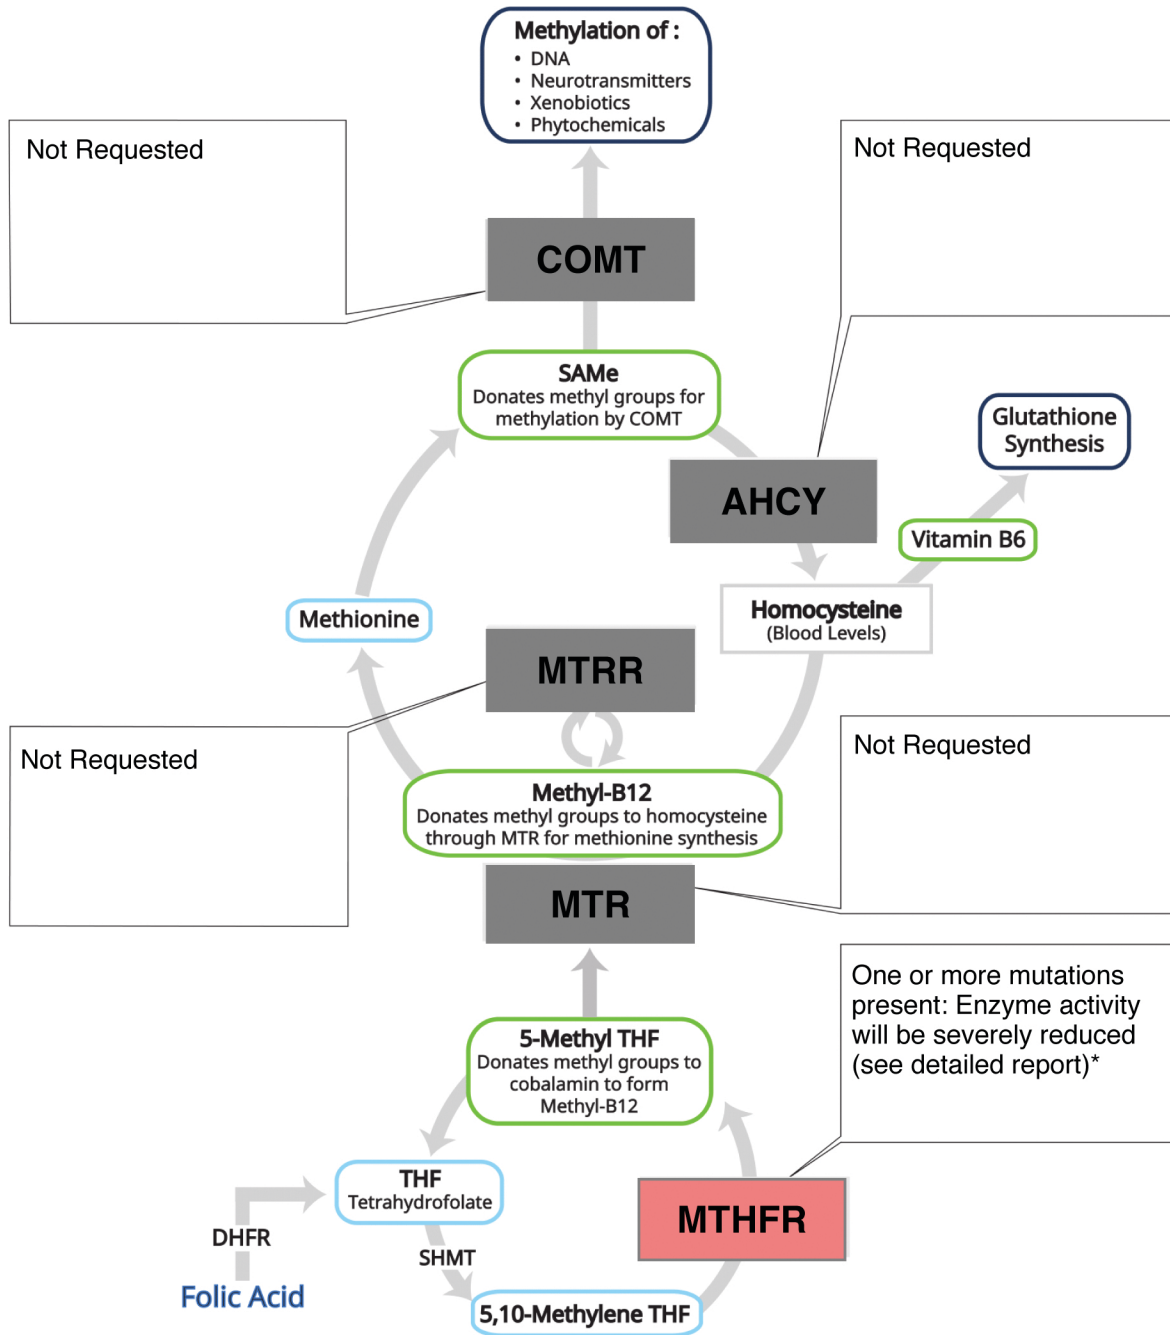 Methylation of :
• DNA
• Neurotransmitters
• Xenobiotics
• Phytochemicals
Not Requested
Not Requested
COMT
SAMe
Donates methyl groups for
methylation by COMT
Glutathione
Synthesis
AHCY
Vitamin B6
Homocysteine
(Blood Levels)
Methionine
MTRR
Not Requested
Not Requested
Methyl-B12
Donates methyl groups to homocysteine
through MTR for methionine synthesis
MTR
One or more mutations
present: Enzyme activity
will be severely reduced
(see detailed report)*
5-Methyl THF
Donates methyl groups to
cobalamin to form
Methyl-B12
THF
Tetrahydrofolate
MTHFR
DHFR
SHMT
Folic Acid
5,10-Methylene THF